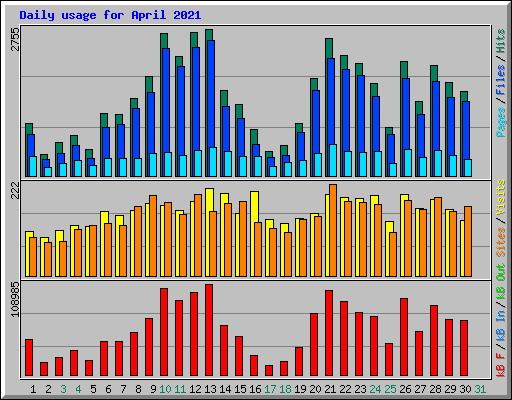 Daily usage for April 2021
2755
Pages / Files / Hits
222
Sites / Visits
108985
kB F / kB In / kB Out
1 2 3 4 5 6 7 8 9 10 11 12 13 14 15 16 17 18 19 20 21 22 23 24 25 26 27 28 29 30 31